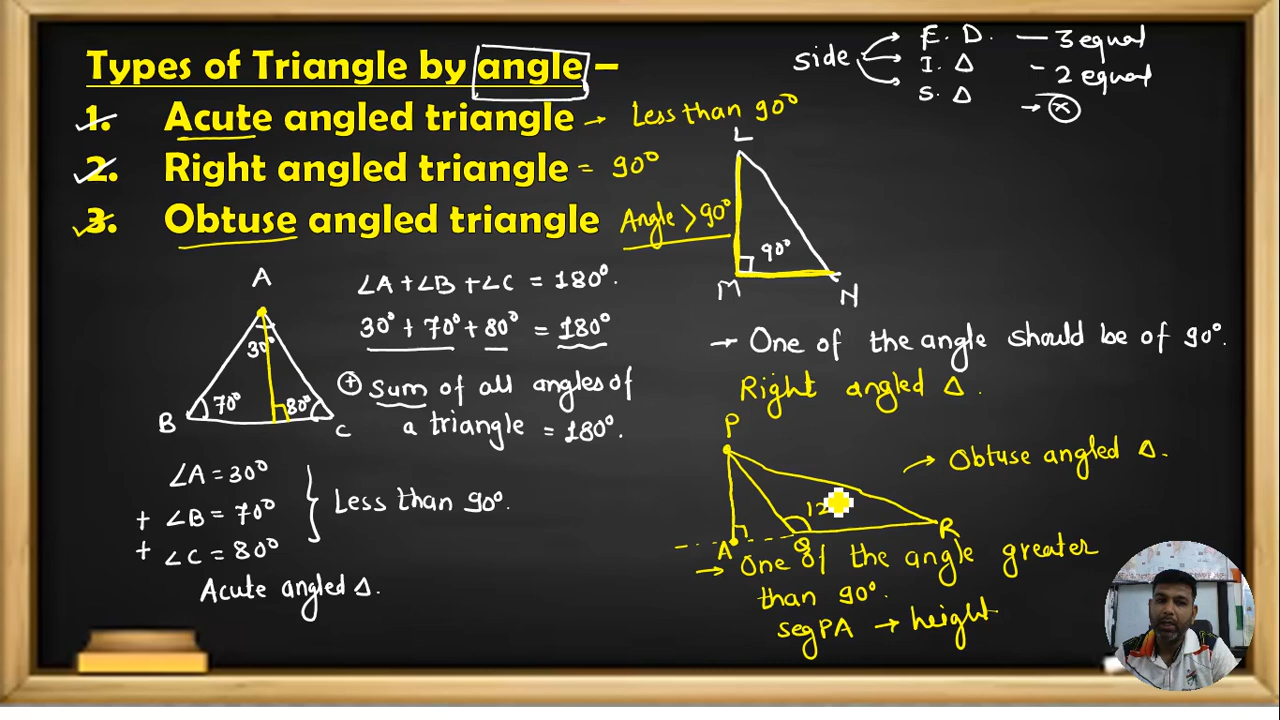 Types of Triangle by angle –
1. Acute angled triangle → Less than 90°
2. Right angled triangle = 90°
3. Obtuse angled triangle Angle > 90°
side
E. D. — 3 equal
I. Δ - 2 equal
S. Δ → ⓧ
A
B
C
30°
70°
80°
∠A + ∠B + ∠C = 180°.
30° + 70° + 80° = 180°
⊕ Sum of all angles of
a triangle = 180°.
∠A = 30°
+ ∠B = 70°
+ ∠C = 80°
Less than 90°.
Acute angled Δ.
L
M
N
90°
→ One of the angle should be of 90°.
Right angled Δ.
P
A
Q
R
→ Obtuse angled Δ.
→ One of the angle greater
than 90°.
seg PA → height